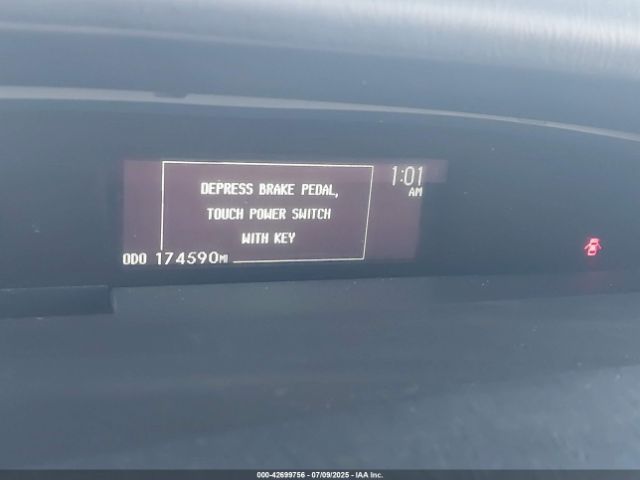 DEPRESS BRAKE PEDAL,
1:01
TOUCH POWER SWITCH
AM
WITH KEY
ODO 174590MI
000-42699756 - 07/09/2025 - IAA Inc.